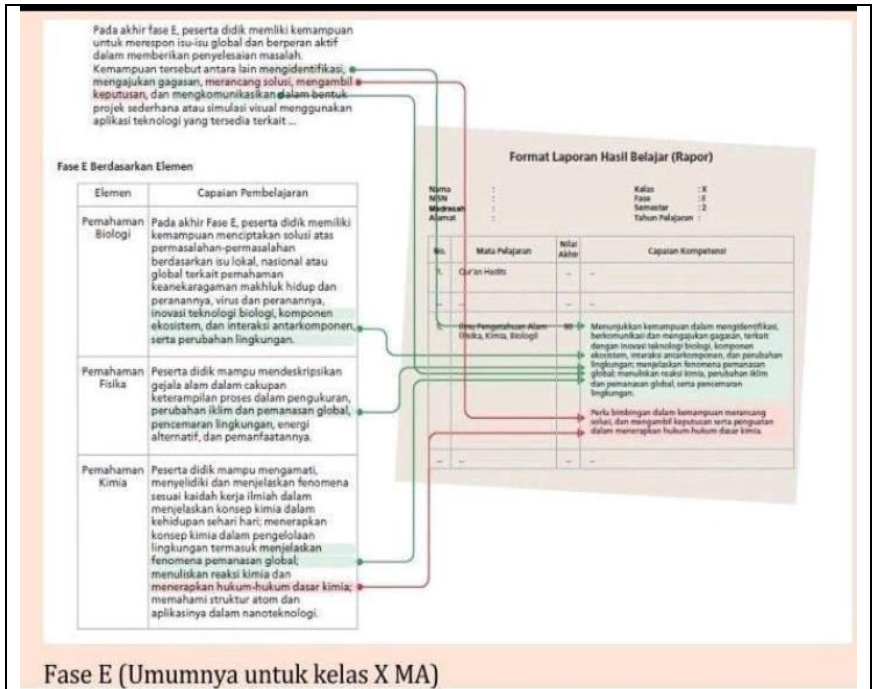 Pada akhir fase E, peserta didik memliki kemampuan
untuk merespon isu-isu global dan berperan aktif
dalam memberikan penyelesaian masalah.
Kemampuan tersebut antara lain mengidentifikasi,
mengajukan gagasan, merancang solusi, mengambil
keputusan, dan mengkomunikasikan dalam bentuk
projek sederhana atau simulasi visual menggunakan
aplikasi teknologi yang tersedia terkait ...
Fase E Berdasarkan Elemen
Elemen Capaian Pembelajaran
Pemahaman Biologi
Pada akhir Fase E, peserta didik memiliki
kemampuan menciptakan solusi atas
permasalahan-permasalahan
berdasarkan isu lokal, nasional atau
global terkait pemahaman
keanekaragaman makhluk hidup dan
peranannya, virus dan peranannya,
inovasi teknologi biologi, komponen
ekosistem, dan interaksi antarkomponen,
serta perubahan lingkungan.
Pemahaman Fisika
Peserta didik mampu mendeskripsikan
gejala alam dalam cakupan
keterampilan proses dalam pengukuran,
perubahan iklim dan pemanasan global,
pencemaran lingkungan, energi
alternatif, dan pemanfaatannya.
Pemahaman Kimia
Peserta didik mampu mengamati,
menyelidiki dan menjelaskan fenomena
sesuai kaidah kerja ilmiah dalam
menjelaskan konsep kimia dalam
kehidupan sehari hari; menerapkan
konsep kimia dalam pengelolaan
lingkungan termasuk menjelaskan
fenomena pemanasan global;
menuliskan reaksi kimia dan
menerapkan hukum-hukum dasar kimia;
memahami struktur atom dan
aplikasinya dalam nanoteknologi.
Format Laporan Hasil Belajar (Rapor)
Nama : Kelas : X
NISN : Fase : E
Madrasah : Semester : 2
Alamat : Tahun Pelajaran :
No. Mata Pelajaran Nilai Akhir Capaian Kompetensi
1. Qur'an Hadits ... ...
... ... ... ...
Ilmu Pengetahuan Alam
(Fisika, Kimia, Biologi)
80
Menunjukkan kemampuan dalam mengidentifikasi,
berkomunikasi dan mengajukan gagasan, terkait
dengan inovasi teknologi biologi, komponen
ekosistem, interaksi antarkomponen, dan perubahan
lingkungan; menjelaskan fenomena pemanasan
global; menuliskan reaksi kimia, perubahan iklim
dan pemanasan global, serta pencemaran
lingkungan.
Perlu bimbingan dalam kemampuan merancang
solusi, dan mengambil keputusan serta penguatan
dalam menerapkan hukum hukum dasar kimia.
... ... ... ...
Fase E (Umumnya untuk kelas X MA)